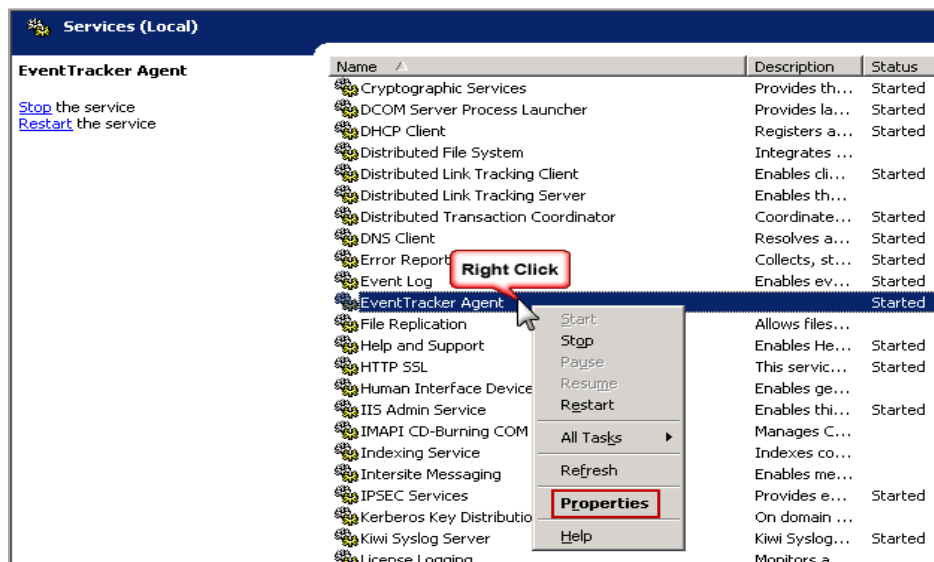 Services (Local)
EventTracker Agent
Stop the service
Restart the service
Name Description Status
Cryptographic Services Provides th... Started
DCOM Server Process Launcher Provides la... Started
DHCP Client Registers a... Started
Distributed File System Integrates ...
Distributed Link Tracking Client Enables cli... Started
Distributed Link Tracking Server Enables th...
Distributed Transaction Coordinator Coordinate... Started
DNS Client Resolves a... Started
Error Report Collects, st... Started
Right Click
Event Log Enables ev... Started
EventTracker Agent Started
File Replication Allows files...
Help and Support Enables He... Started
HTTP SSL This servic... Started
Human Interface Device Enables ge...
IIS Admin Service Enables thi... Started
IMAPI CD-Burning COM Manages C...
Indexing Service Indexes co...
Intersite Messaging Enables me...
IPSEC Services Provides e... Started
Kerberos Key Distributio On domain ...
Kiwi Syslog Server Kiwi Syslog... Started
License Logging Monitors a
Start
Stop
Pause
Resume
Restart
All Tasks
Refresh
Properties
Help